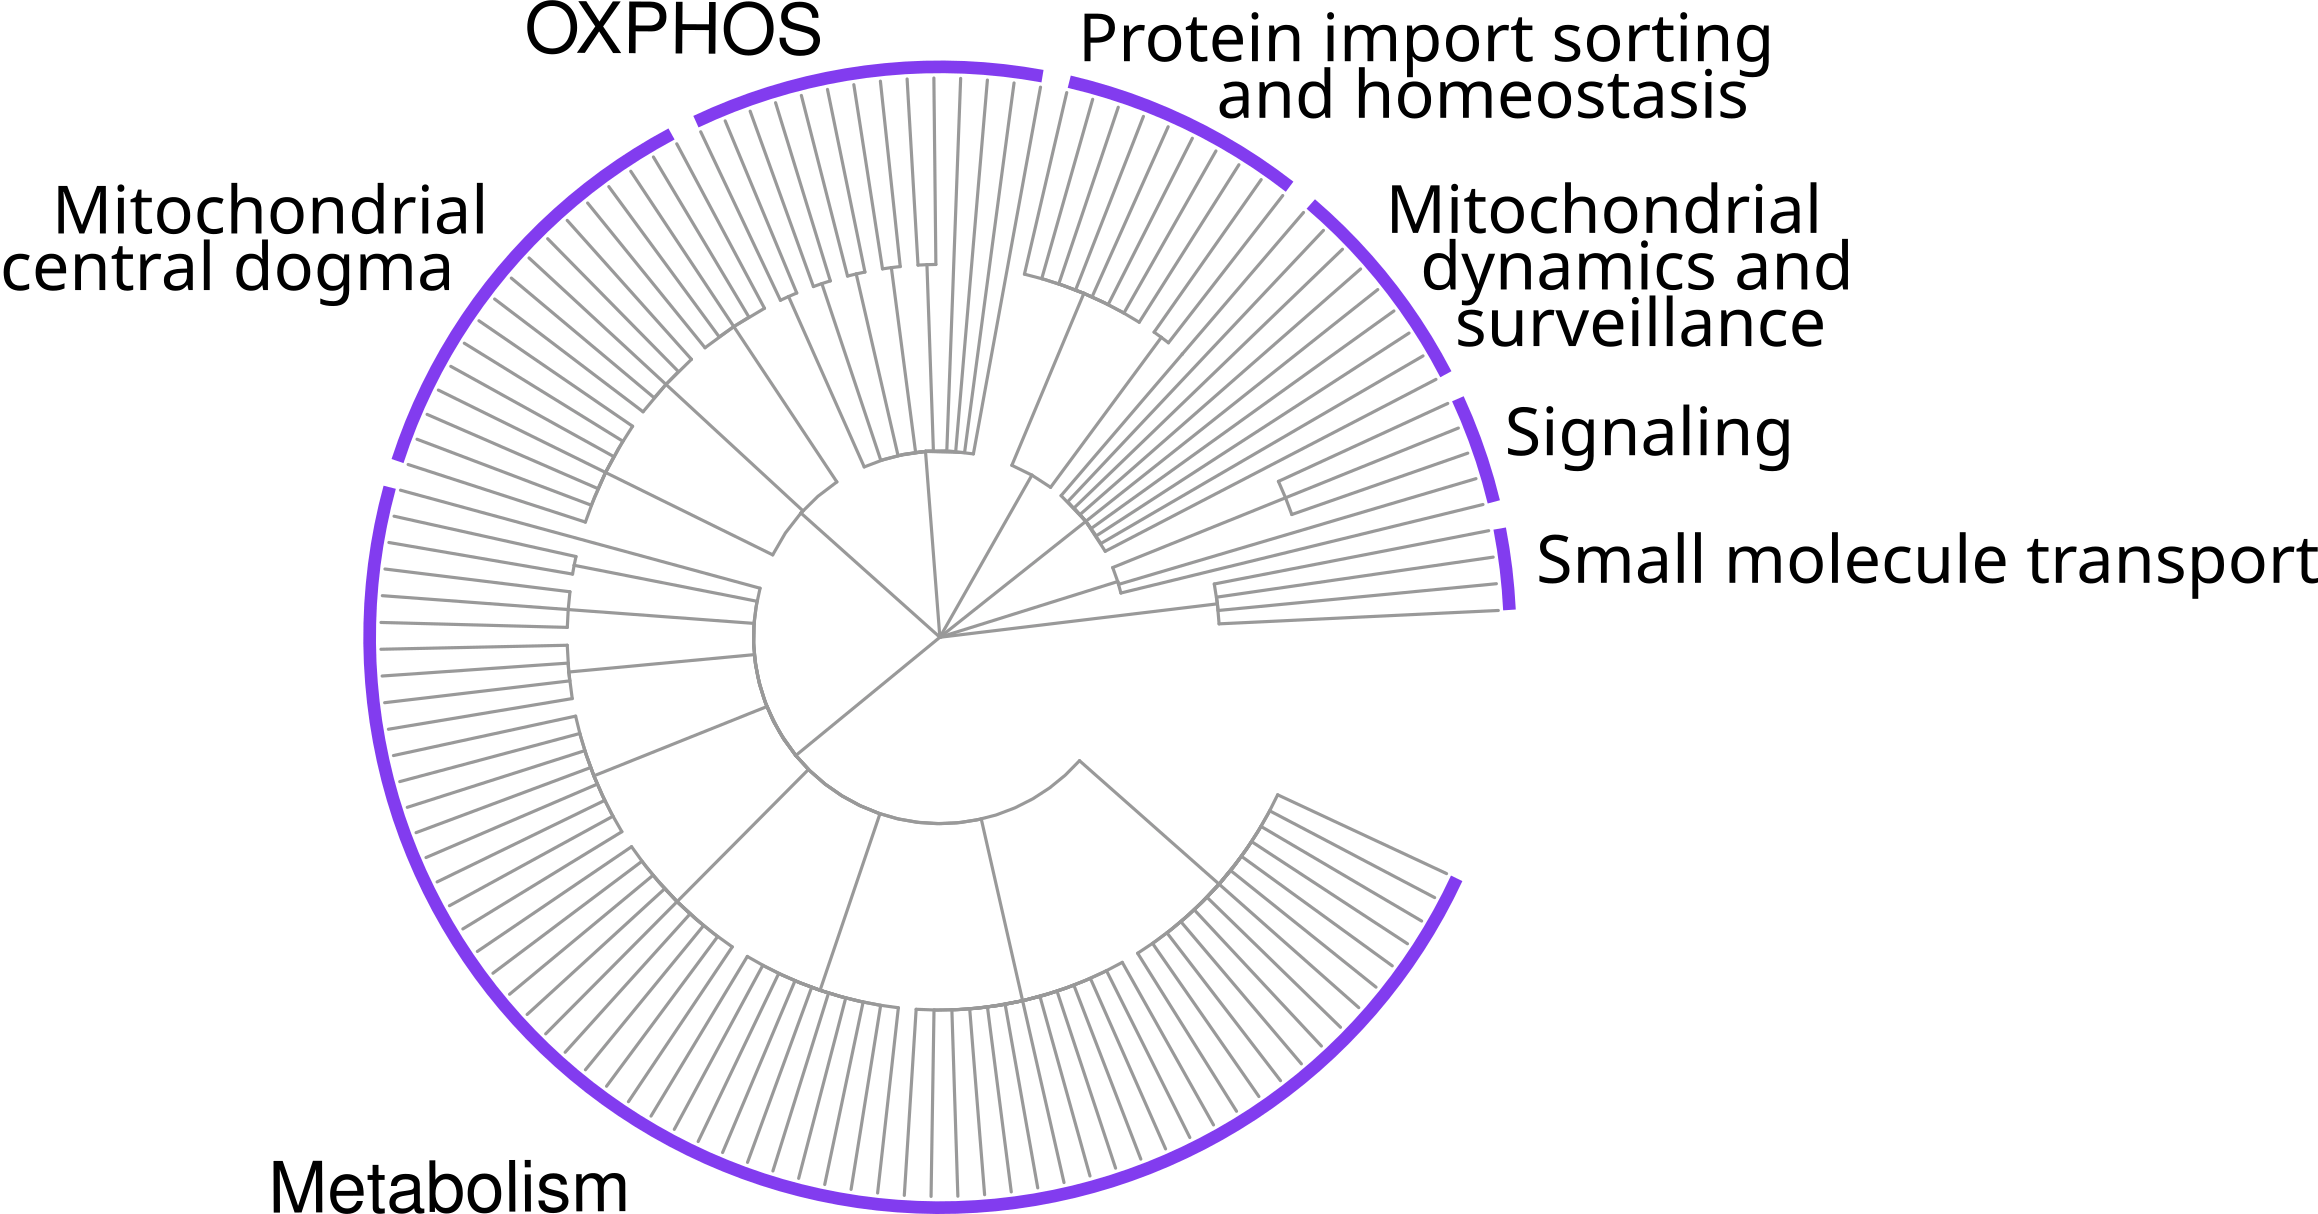 OXPHOS
Protein import sorting
and homeostasis
Mitochondrial
central dogma
Mitochondrial
dynamics and
surveillance
Signaling
Small molecule transport
Metabolism